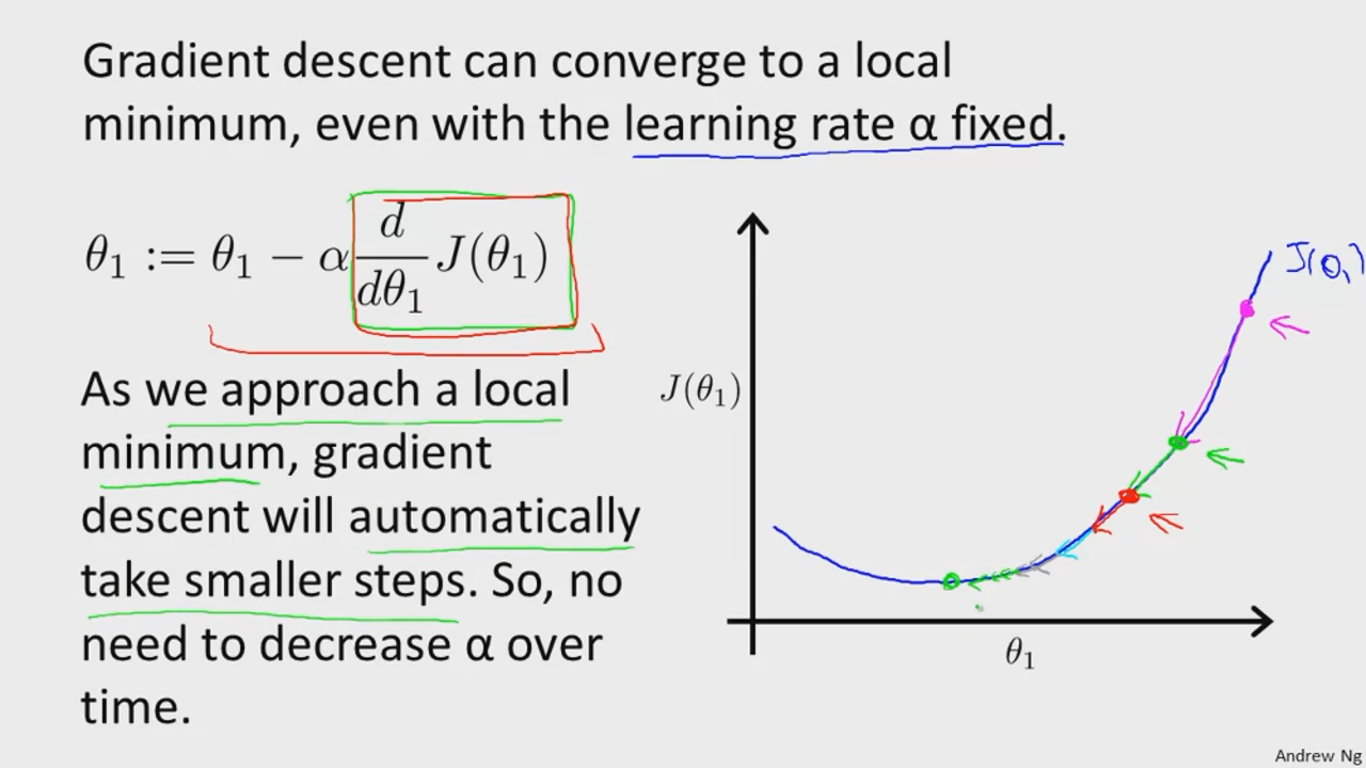 Gradient descent can converge to a local
minimum, even with the learning rate α fixed.
θ₁ := θ₁ − α d/dθ₁ J(θ₁)
As we approach a local
minimum, gradient
descent will automatically
take smaller steps. So, no
need to decrease α over
time.
J(θ₁)
J(θ₁)
θ₁
Andrew Ng